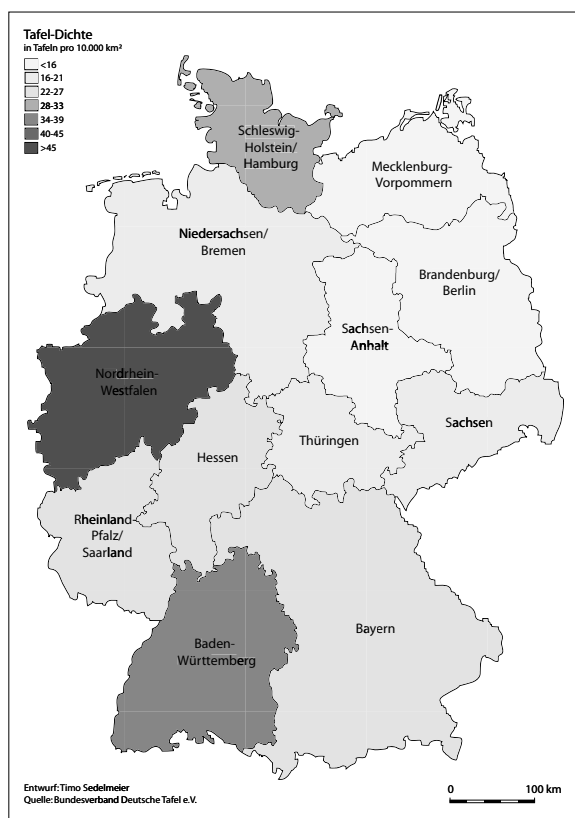 Tafel-Dichte
in Tafeln pro 10.000 km²
<16
16-21
22-27
28-33
34-39
40-45
>45
Schleswig-
Holstein/
Hamburg
Mecklenburg-
Vorpommern
Niedersachsen/
Bremen
Brandenburg/
Berlin
Sachsen-
Anhalt
Nordrhein-
Westfalen
Sachsen
Thüringen
Hessen
Rheinland-
Pfalz/
Saarland
Bayern
Baden-
Württemberg
Entwurf: Timo Sedelmeier
Quelle: Bundesverband Deutsche Tafel e.V.
0 100 km